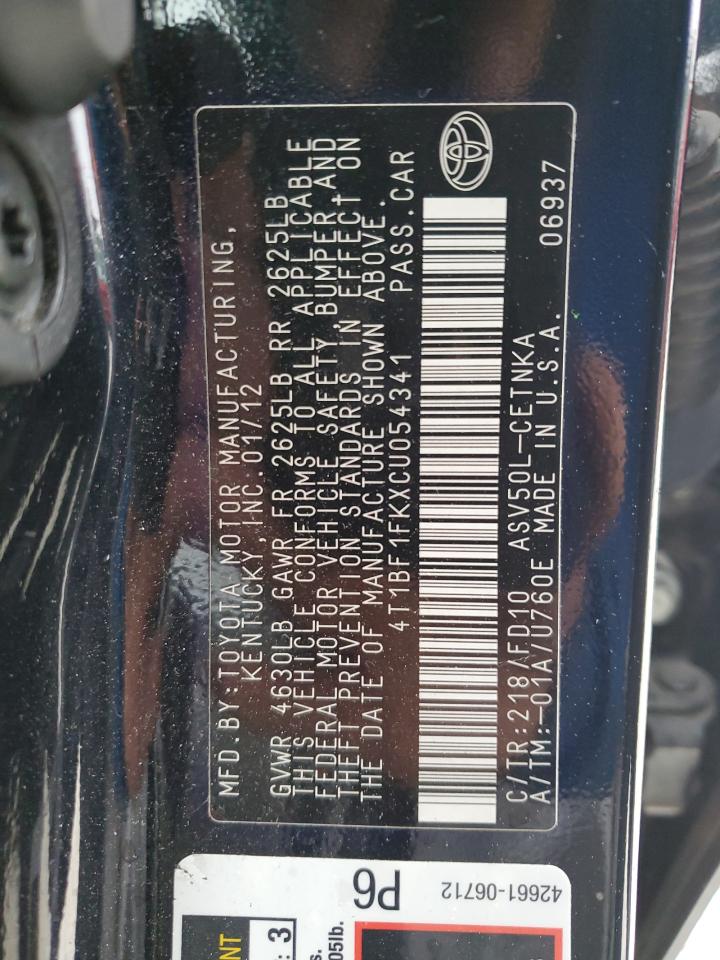 MFD.BY:TOYOTA MOTOR MANUFACTURING,
KENTUCKY, INC. 01/12
GVWR 4630LB GAWR FR 2625LB RR 2625LB
THIS VEHICLE CONFORMS TO ALL APPLICABLE
FEDERAL MOTOR VEHICLE SAFETY, BUMPER, AND
THEFT PREVENTION STANDARDS IN EFFECT ON
THE DATE OF MANUFACTURE SHOWN ABOVE.
4T1BF1FKXCU054341 PASS.CAR
C/TR:218/FD10 ASV50L-CETNKA
A/TM:-01A/U760E MADE IN U.S.A. 06937
P6
42661-06712
: 3